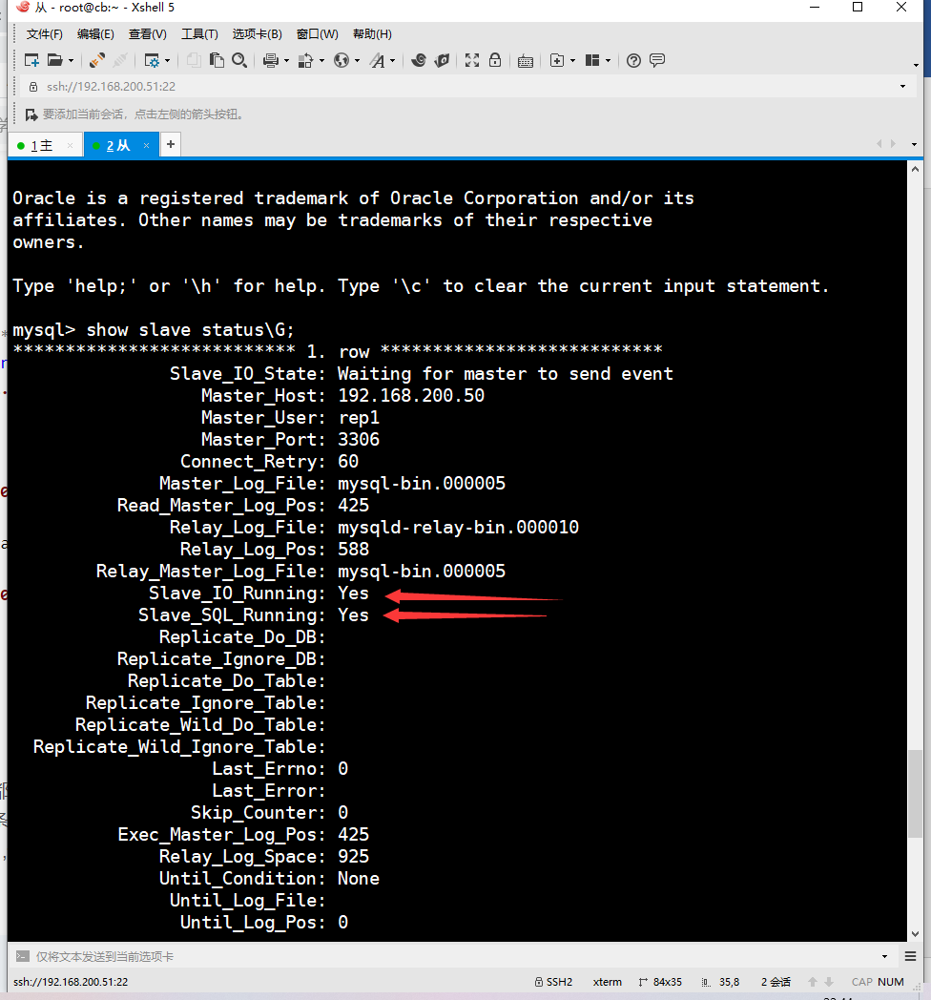 从 - root@cb:~ - Xshell 5
文件(F) 编辑(E) 查看(V) 工具(T) 选项卡(B) 窗口(W) 帮助(H)
ssh://192.168.200.51:22
要添加当前会话，点击左侧的箭头按钮。
1 主 × 2 从 × +
Oracle is a registered trademark of Oracle Corporation and/or its
affiliates. Other names may be trademarks of their respective
owners.
Type 'help;' or '\h' for help. Type '\c' to clear the current input statement.
mysql> show slave status\G;
*************************** 1. row ***************************
Slave_IO_State: Waiting for master to send event
Master_Host: 192.168.200.50
Master_User: rep1
Master_Port: 3306
Connect_Retry: 60
Master_Log_File: mysql-bin.000005
Read_Master_Log_Pos: 425
Relay_Log_File: mysqld-relay-bin.000010
Relay_Log_Pos: 588
Relay_Master_Log_File: mysql-bin.000005
Slave_IO_Running: Yes
Slave_SQL_Running: Yes
Replicate_Do_DB:
Replicate_Ignore_DB:
Replicate_Do_Table:
Replicate_Ignore_Table:
Replicate_Wild_Do_Table:
Replicate_Wild_Ignore_Table:
Last_Errno: 0
Last_Error:
Skip_Counter: 0
Exec_Master_Log_Pos: 425
Relay_Log_Space: 925
Until_Condition: None
Until_Log_File:
Until_Log_Pos: 0
仅将文本发送到当前选项卡
ssh://192.168.200.51:22 SSH2 xterm 84x35 35,8 2 会话 CAP NUM